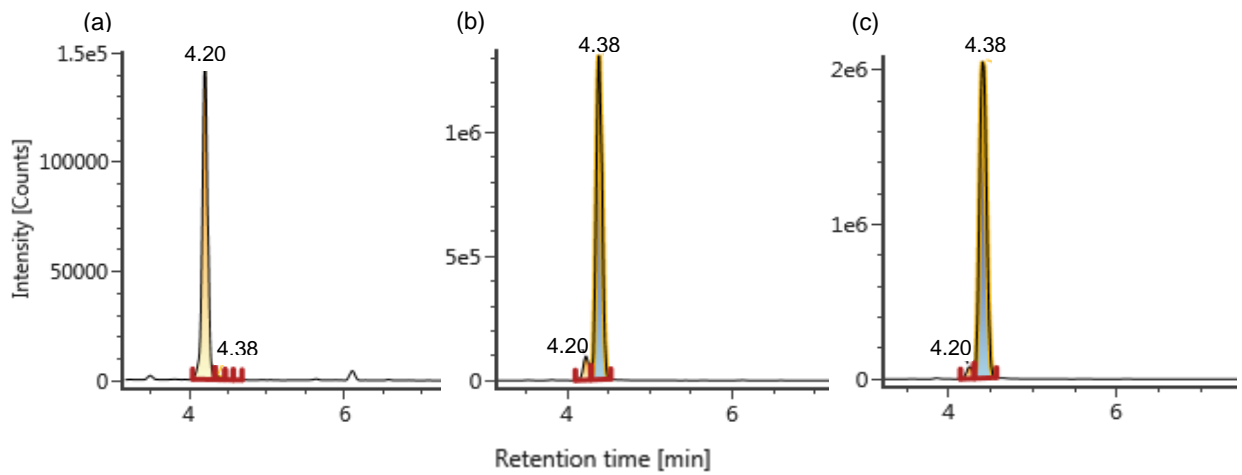 (a)
1.5e5
4.20
100000
50000
4.38
0
4
6
Intensity [Counts]
(b)
4.38
1e6
5e5
4.20
0
4
6
(c)
4.38
2e6
1e6
4.20
0
4
6
Retention time [min]